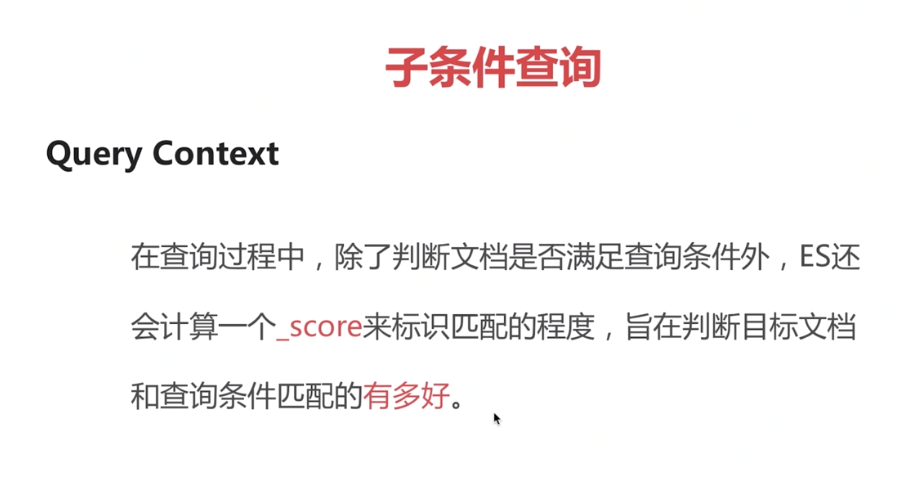 子条件查询
Query Context
在查询过程中，除了判断文档是否满足查询条件外，ES还
会计算一个_score来标识匹配的程度，旨在判断目标文档
和查询条件匹配的有多好。